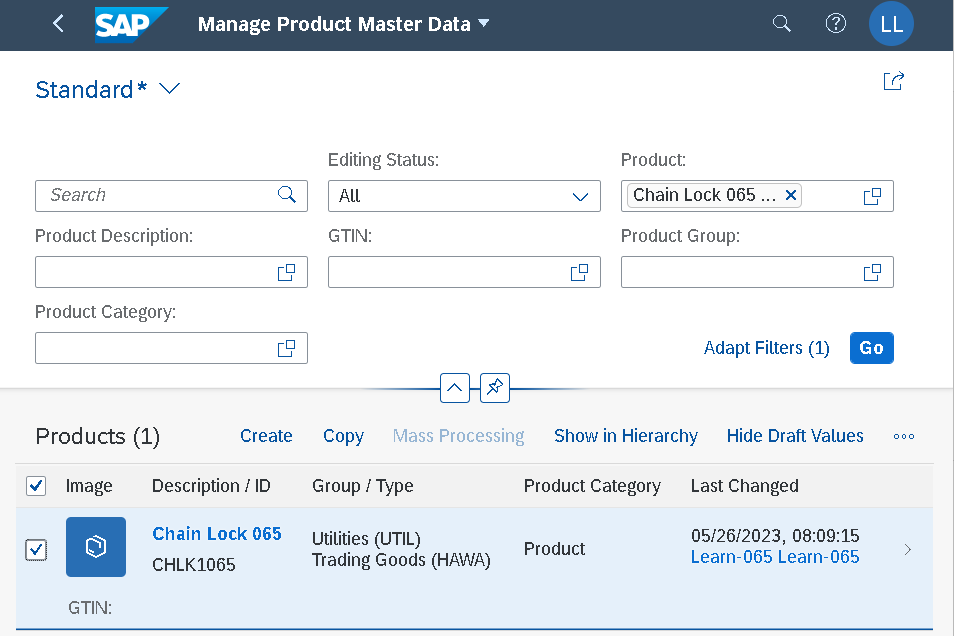 SAP Manage Product Master Data LL
Standard*
Editing Status: Product:
Search All Chain Lock 065 ...
Product Description: GTIN: Product Group:
Product Category:
Adapt Filters (1) Go
Products (1) Create Copy Mass Processing Show in Hierarchy Hide Draft Values
Image Description / ID Group / Type Product Category Last Changed
Chain Lock 065 Utilities (UTIL) Product 05/26/2023, 08:09:15
CHLK1065 Trading Goods (HAWA) Learn-065 Learn-065
GTIN: